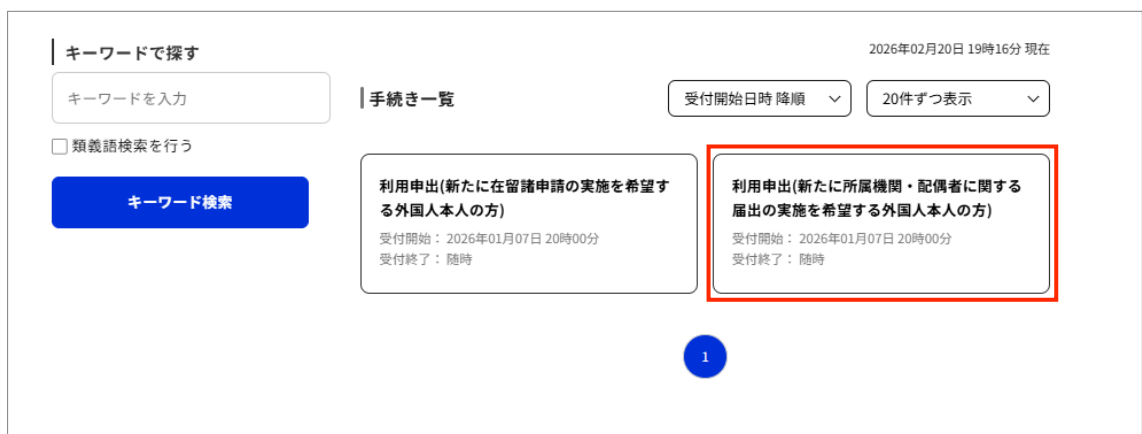 キーワードで探す
キーワードを入力
類義語検索を行う
キーワード検索
2026年02月20日 19時16分 現在
手続き一覧
受付開始日時 降順
20件ずつ表示
利用申出(新たに在留諸申請の実施を希望す
る外国人本人の方)
受付開始： 2026年01月07日 20時00分
受付終了： 随時
利用申出(新たに所属機関・配偶者に関する
届出の実施を希望する外国人本人の方)
受付開始： 2026年01月07日 20時00分
受付終了： 随時
1